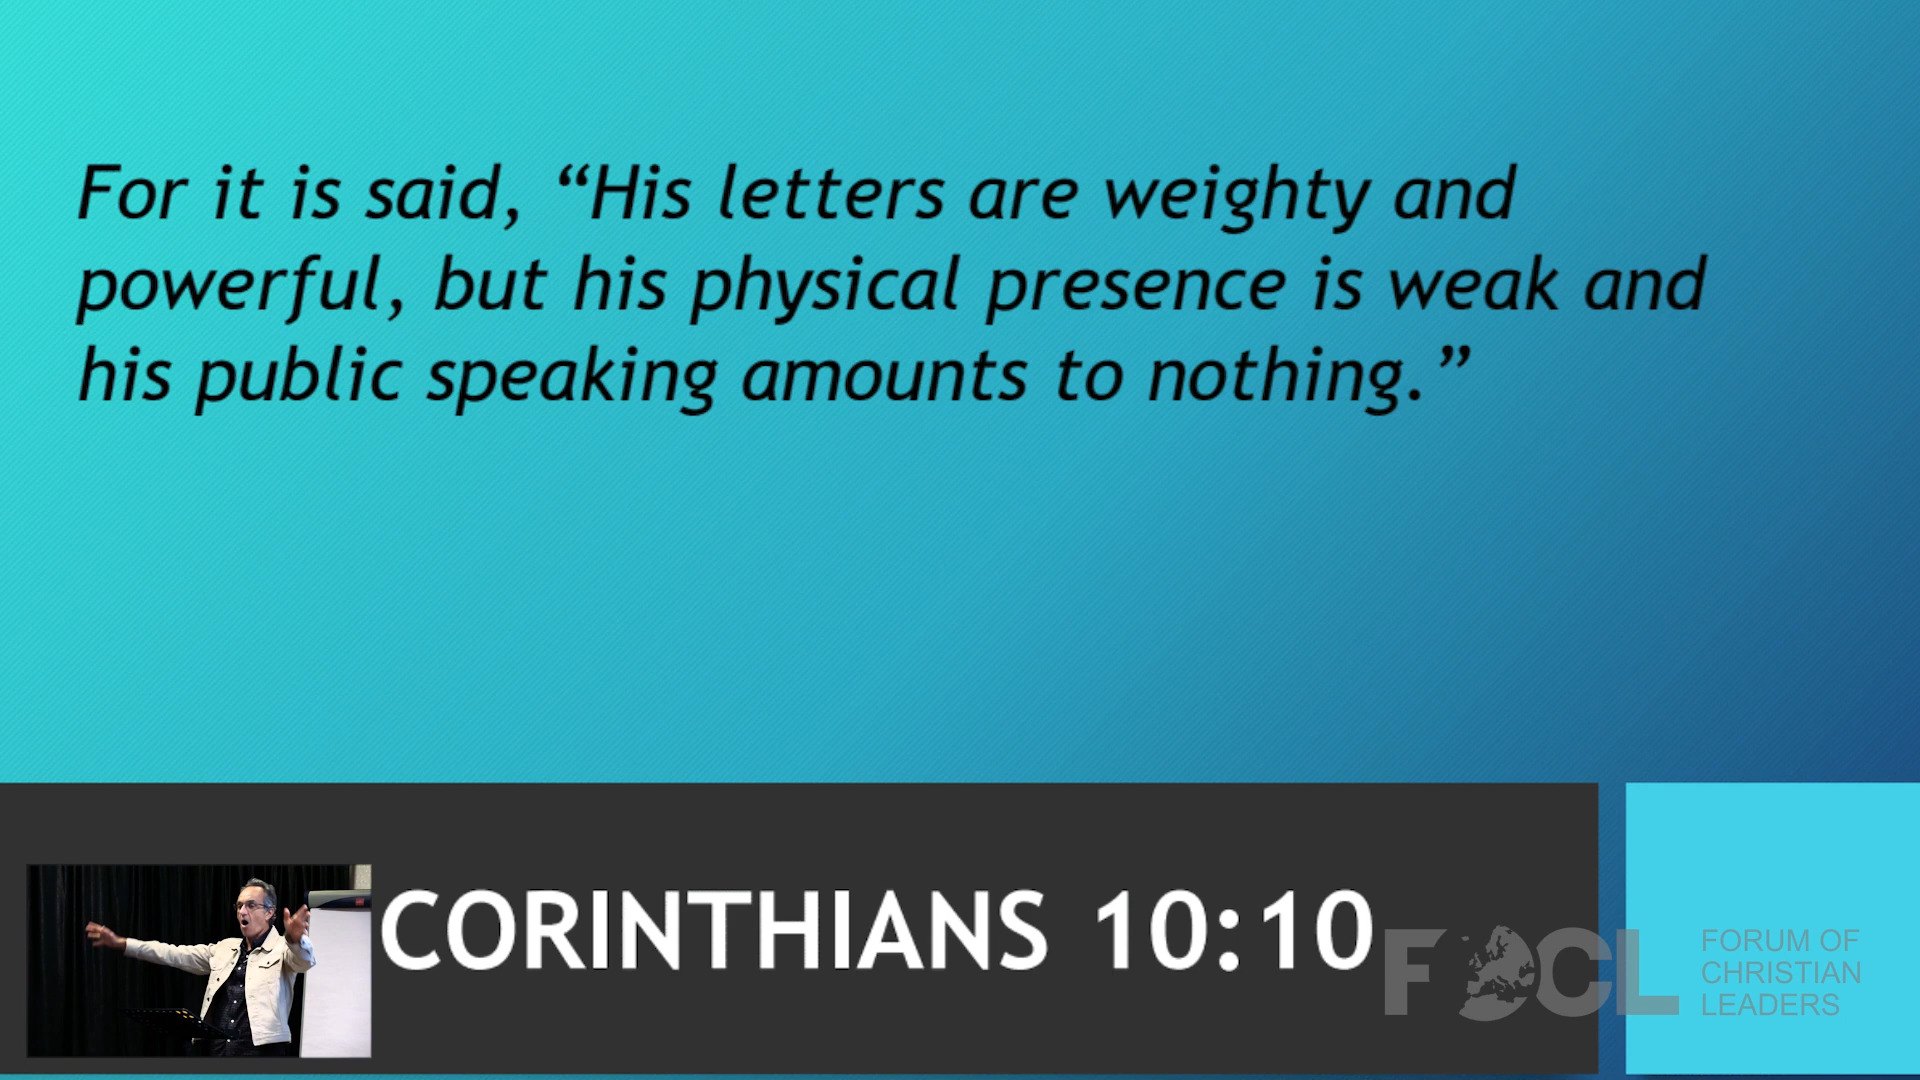 For it is said, “His letters are weighty and
powerful, but his physical presence is weak and
his public speaking amounts to nothing.”
CORINTHIANS 10:10
FOCL
FORUM OF
CHRISTIAN
LEADERS